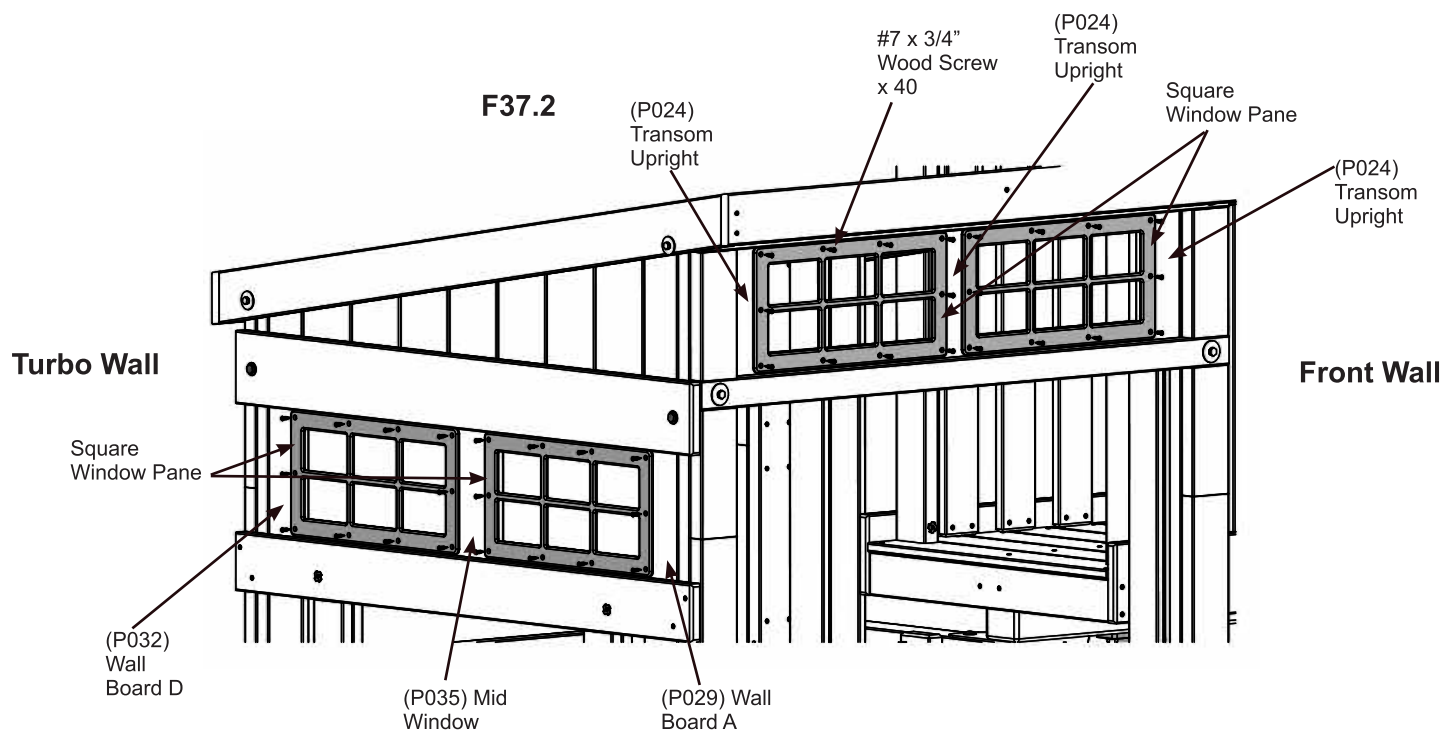 #7 x 3/4”
Wood Screw
x 40
(P024)
Transom
Upright
F37.2
(P024)
Transom
Upright
Square
Window Pane
(P024)
Transom
Upright
Turbo Wall
Front Wall
Square
Window Pane
(P032)
Wall
Board D
(P035) Mid
Window
(P029) Wall
Board A